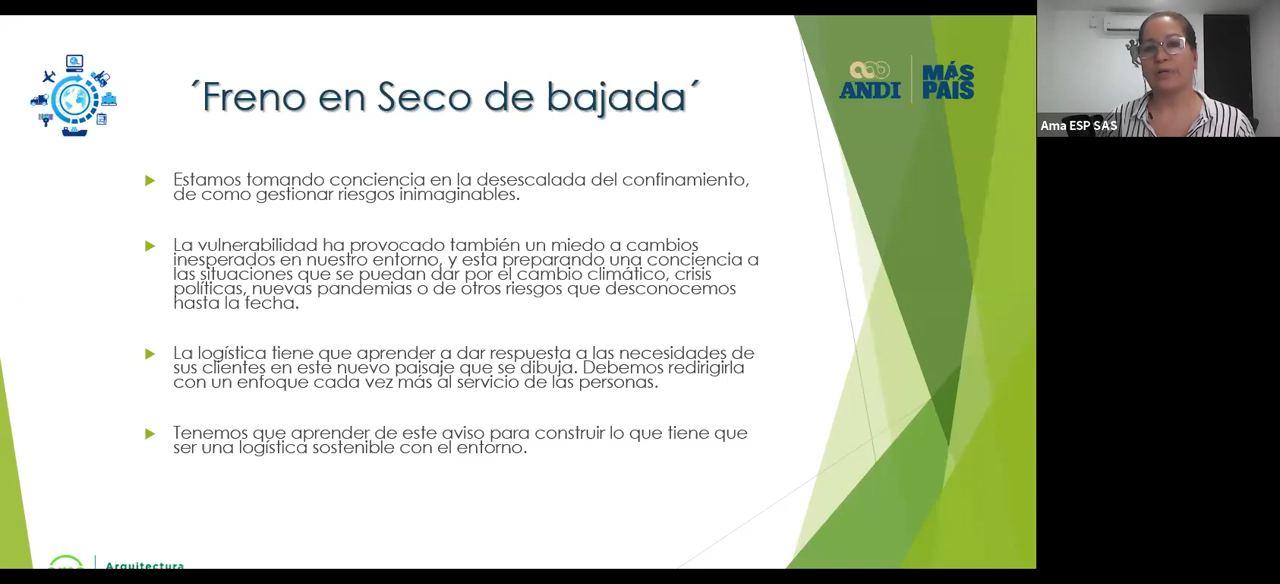 ´Freno en Seco de bajada´
ANDI
MÁS
PAÍS
Ama ESP SAS
Estamos tomando conciencia en la desescalada del confinamiento,
de como gestionar riesgos inimaginables.
La vulnerabilidad ha provocado también un miedo a cambios
inesperados en nuestro entorno, y esta preparando una conciencia a
las situaciones que se puedan dar por el cambio climático, crisis
políticas, nuevas pandemias o de otros riesgos que desconocemos
hasta la fecha.
La logística tiene que aprender a dar respuesta a las necesidades de
sus clientes en este nuevo paisaje que se dibuja. Debemos redirigirla
con un enfoque cada vez más al servicio de las personas.
Tenemos que aprender de este aviso para construir lo que tiene que
ser una logística sostenible con el entorno.
Arquitectura